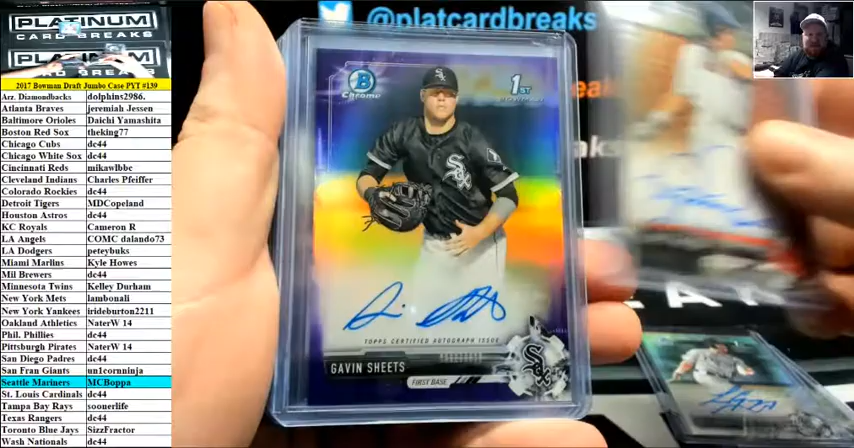 PLATINUM
CARD BREAKS
PLATINUM
BREAKS
@platcardbreaks
2017 Bowman Draft Jumbo Case PYT #139
Arz. Diamondbacks dolphins2986.
Atlanta Braves jeremiah Jessen
Baltimore Orioles Daichi Yamashita
Boston Red Sox theking77
Chicago Cubs dc44
Chicago White Sox dc44
Cincinnati Reds mikawlbbc
Cleveland Indians Charles Pfeiffer
Colorado Rockies dc44
Detroit Tigers MDCopeland
Houston Astros dc44
KC Royals Cameron R
LA Angels COMC dalando73
LA Dodgers peteybuks
Miami Marlins Kyle Howes
Mil Brewers dc44
Minnesota Twins Kelley Durham
New York Mets lambonali
New York Yankees irideburton2211
Oakland Athletics NaterW 14
Phil. Phillies dc44
Pittsburgh Pirates NaterW 14
San Diego Padres dc44
San Fran Giants un1cornninja
Seattle Mariners MCBoppa
St. Louis Cardinals dc44
Tampa Bay Rays soonerlife
Texas Rangers dc44
Toronto Blue Jays SizzFractor
Wash Nationals dc44
B
Chrome
1ST
Sox
TOPPS CERTIFIED AUTOGRAPH ISSUE
GAVIN SHEETS
FIRST BASE
Sox